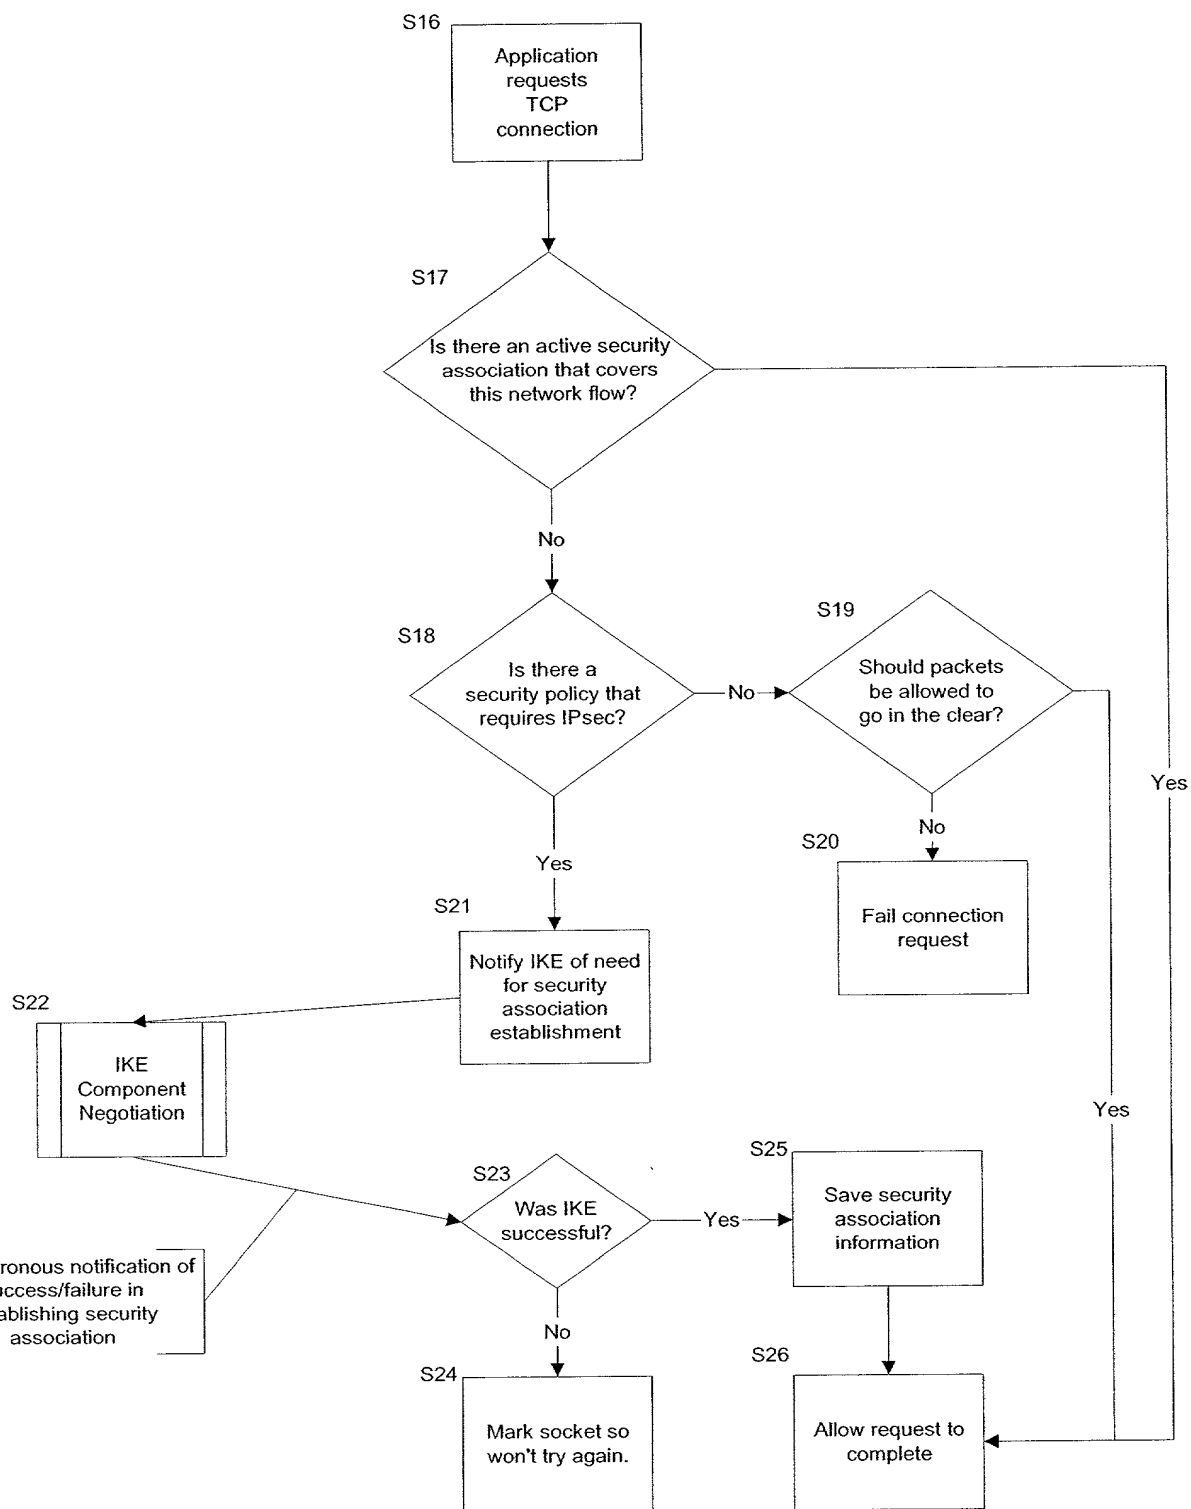 S16
Application
requests
TCP
connection
S17
Is there an active security
association that covers
this network flow?
No
Yes
S18
Is there a
security policy that
requires IPsec?
No
S19
Should packets
be allowed to
go in the clear?
Yes
No
S20
Fail connection
request
Yes
S21
Notify IKE of need
for security
association
establishment
S22
IKE
Component
Negotiation
notification of
in
security
association
S23
Was IKE
successful?
Yes
S25
Save security
association
information
No
S24
Mark socket so
won't try again.
S26
Allow request to
complete